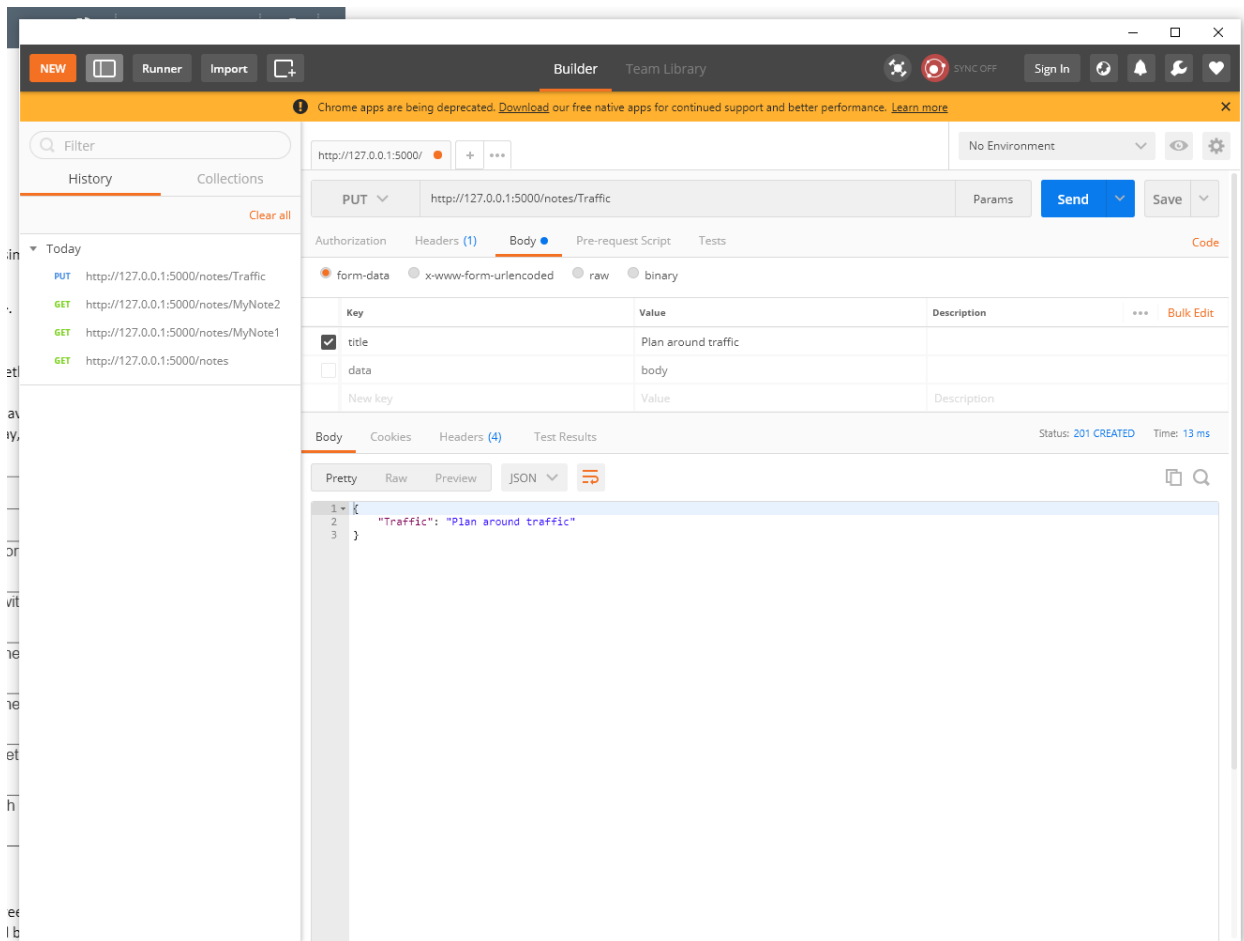 NEW Runner Import Builder Team Library SYNC OFF Sign In
Chrome apps are being deprecated. Download our free native apps for continued support and better performance. Learn more
Filter
History Collections
Clear all
Today
PUT http://127.0.0.1:5000/notes/Traffic
GET http://127.0.0.1:5000/notes/MyNote2
GET http://127.0.0.1:5000/notes/MyNote1
GET http://127.0.0.1:5000/notes
http://127.0.0.1:5000/ + •••
No Environment
PUT http://127.0.0.1:5000/notes/Traffic Params Send Save
Authorization Headers (1) Body Pre-request Script Tests Code
form-data x-www-form-urlencoded raw binary
Key Value Description ••• Bulk Edit
title Plan around traffic
data body
New key Value Description
Body Cookies Headers (4) Test Results Status: 201 CREATED Time: 13 ms
Pretty Raw Preview JSON
1 {
2 "Traffic": "Plan around traffic"
3 }